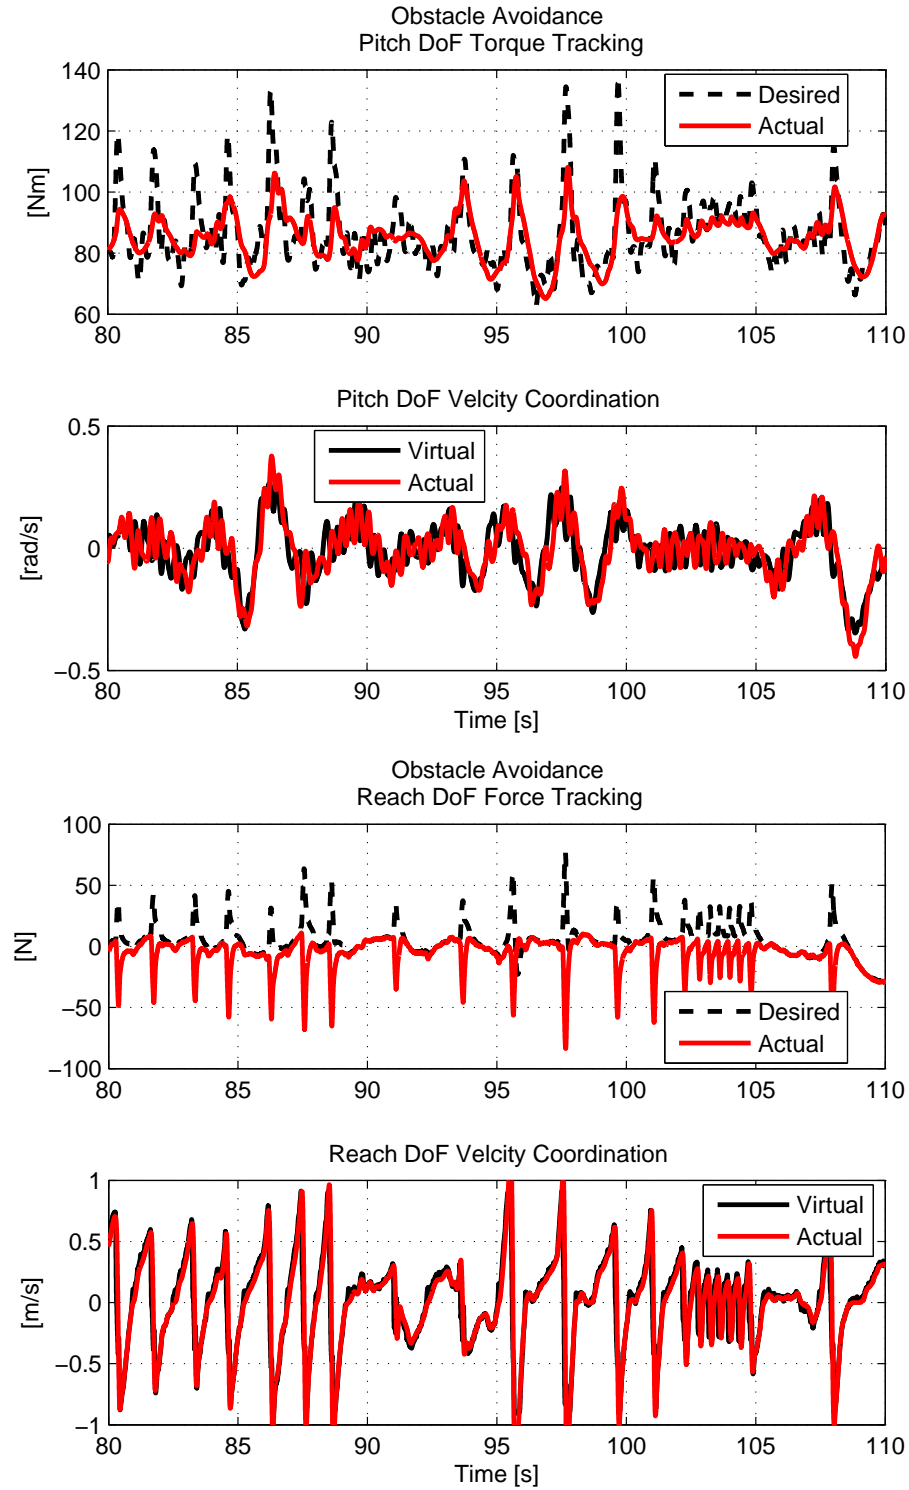 Obstacle Avoidance
Pitch DoF Torque Tracking
140
120
100
80
60
[Nm]
Desired
Actual
80 85 90 95 100 105 110
Pitch DoF Velcity Coordination
0.5
0
−0.5
[rad/s]
Virtual
Actual
80 85 90 95 100 105 110
Time [s]
Obstacle Avoidance
Reach DoF Force Tracking
100
50
0
−50
−100
[N]
Desired
Actual
80 85 90 95 100 105 110
Reach DoF Velcity Coordination
1
0.5
0
−0.5
−1
[m/s]
Virtual
Actual
80 85 90 95 100 105 110
Time [s]